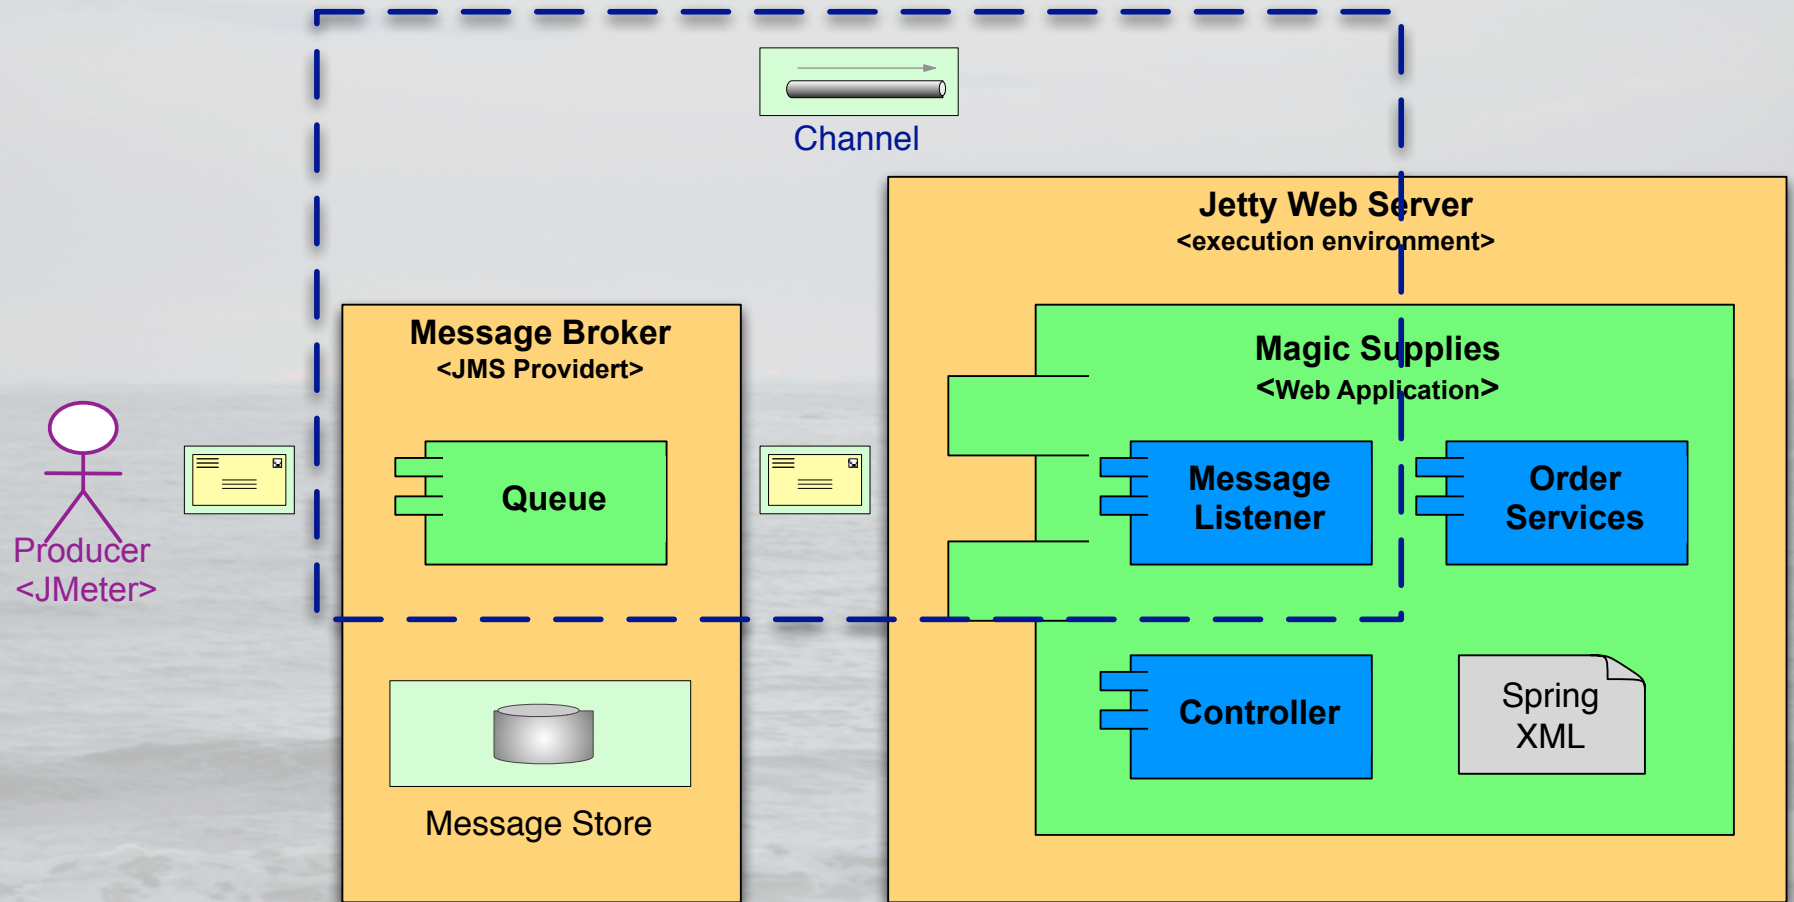 Channel
Jetty Web Server
<execution environment>
Message Broker
<JMS Providert>
Magic Supplies
<Web Application>
Producer
<JMeter>
Queue
Message
Listener
Order
Services
Controller
Spring
XML
Message Store